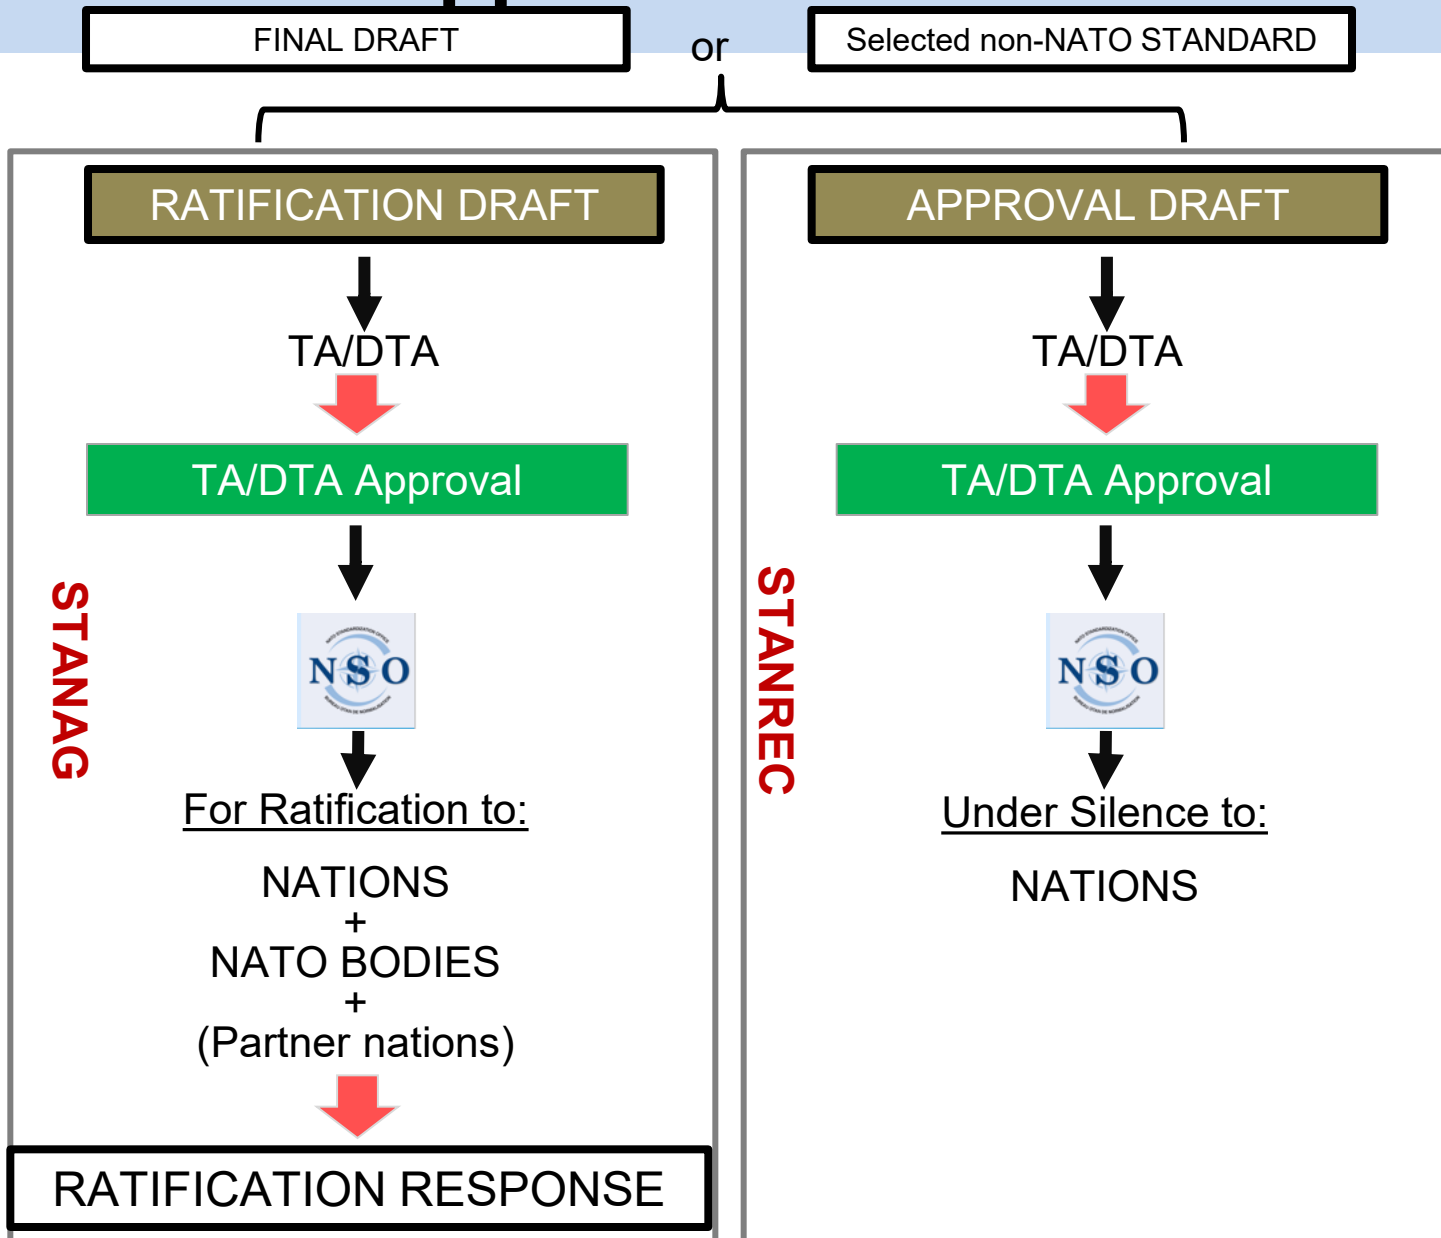 FINAL DRAFT
or
Selected non-NATO STANDARD
RATIFICATION DRAFT
TA/DTA
TA/DTA Approval
STANAG
NSO
For Ratification to:
NATIONS
+
NATO BODIES
+
(Partner nations)
RATIFICATION RESPONSE
APPROVAL DRAFT
TA/DTA
TA/DTA Approval
STANREC
NSO
Under Silence to:
NATIONS